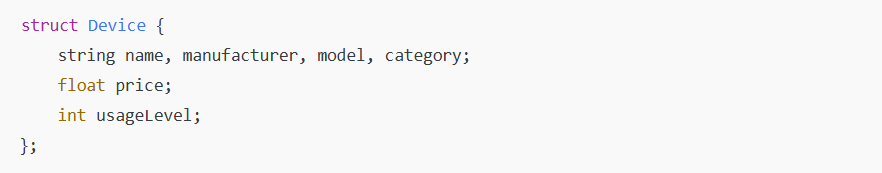 struct Device {
    string name, manufacturer, model, category;
    float price;
    int usageLevel;
};